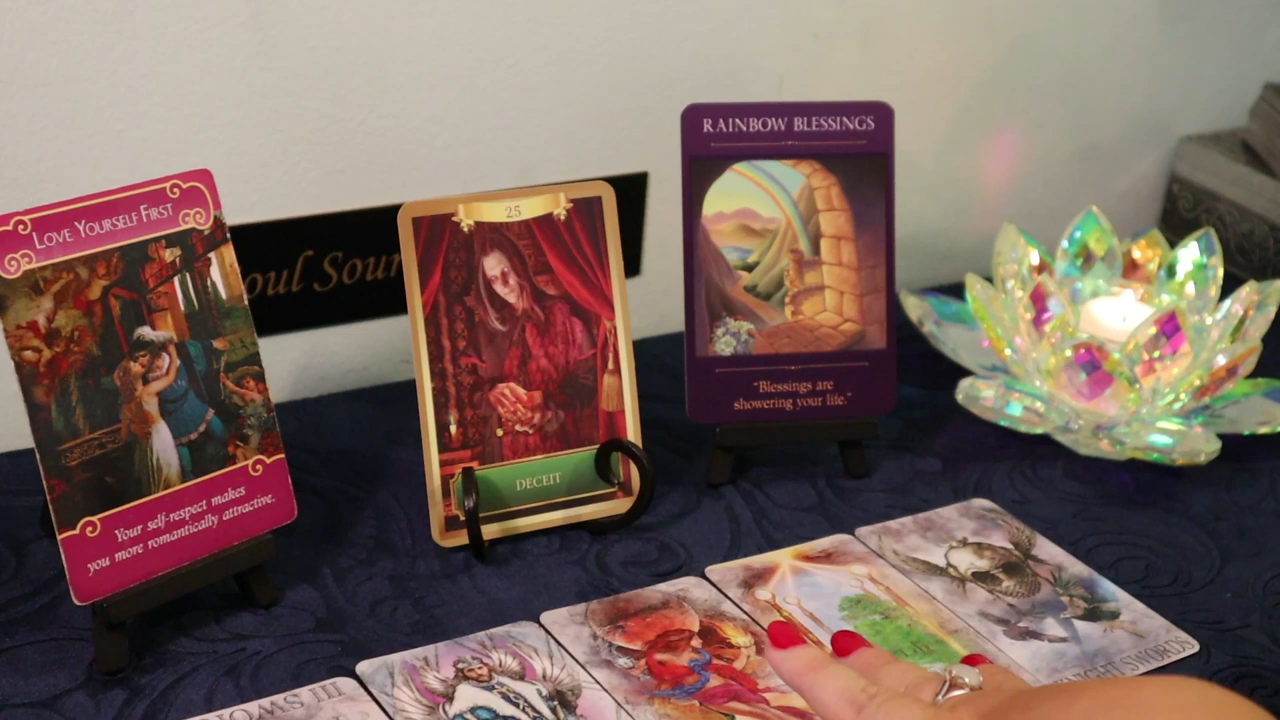 LOVE YOURSELF FIRST
Your self-respect makes
you more romantically attractive.
oul Sour
25
DECEIT
RAINBOW BLESSINGS
"Blessings are
showering your life."
KNIGHT SWORDS